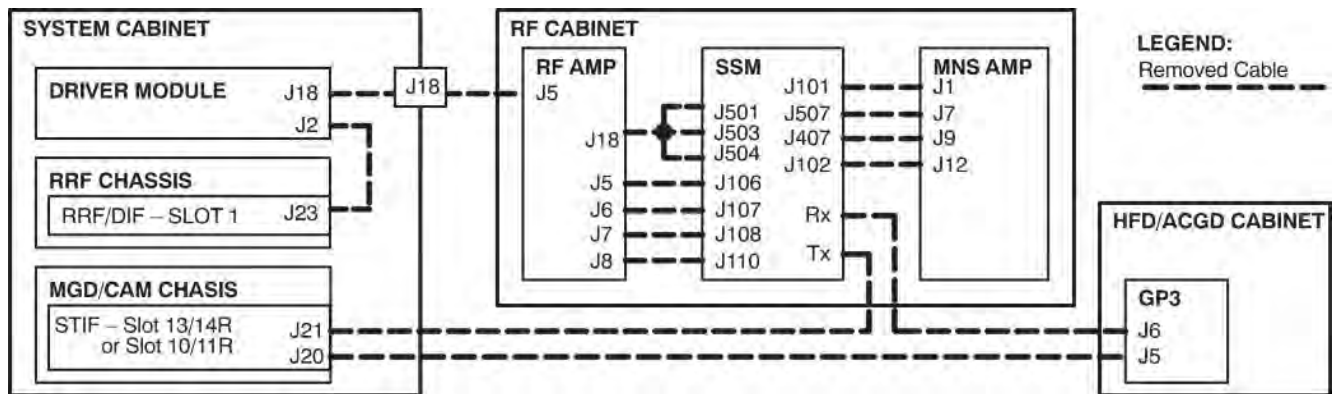 SYSTEM CABINET
DRIVER MODULE
J18
J2
RRF CHASSIS
RRF/DIF – SLOT 1
J23
MGD/CAM CHASIS
STIF – Slot 13/14R
or Slot 10/11R
J21
J20
J18
RF CABINET
RF AMP
J5
J18
J5
J6
J7
J8
SSM
J101
J507
J407
J102
J501
J503
J504
J106
J107
J108
J110
Rx
Tx
MNS AMP
J1
J7
J9
J12
LEGEND:
Removed Cable
HFD/ACGD CABINET
GP3
J6
J5